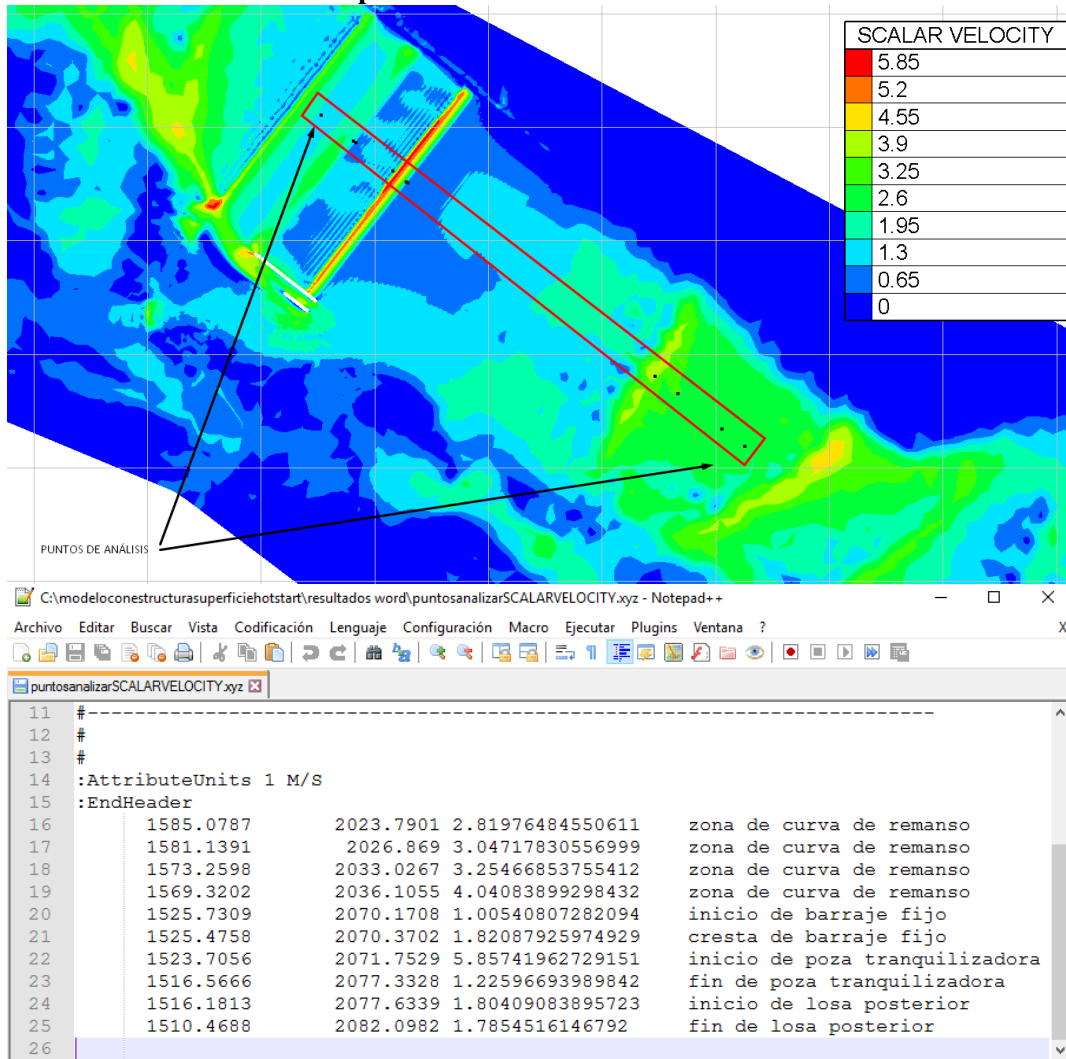 SCALAR VELOCITY
5.85
5.2
4.55
3.9
3.25
2.6
1.95
1.3
0.65
0
PUNTOS DE ANÁLISIS
C:\modeloconestructurasuperficiehotstart\resultados word\puntosanalizarSCALARVELOCITY.xyz - Notepad++
Archivo Editar Buscar Vista Codificación Lenguaje Configuración Macro Ejecutar Plugins Ventana ? X
puntosanalizarSCALARVELOCITY.xyz
11 #------------------------------------------------------------------------
12 #
13 #
14 :AttributeUnits 1 M/S
15 :EndHeader
16 1585.0787 2023.7901 2.81976484550611 zona de curva de remanso
17 1581.1391 2026.869 3.04717830556999 zona de curva de remanso
18 1573.2598 2033.0267 3.25466853755412 zona de curva de remanso
19 1569.3202 2036.1055 4.04083899298432 zona de curva de remanso
20 1525.7309 2070.1708 1.00540807282094 inicio de barraje fijo
21 1525.4758 2070.3702 1.82087925974929 cresta de barraje fijo
22 1523.7056 2071.7529 5.85741962729151 inicio de poza tranquilizadora
23 1516.5666 2077.3328 1.22596693989842 fin de poza tranquilizadora
24 1516.1813 2077.6339 1.80409083895723 inicio de losa posterior
25 1510.4688 2082.0982 1.7854516146792 fin de losa posterior
26